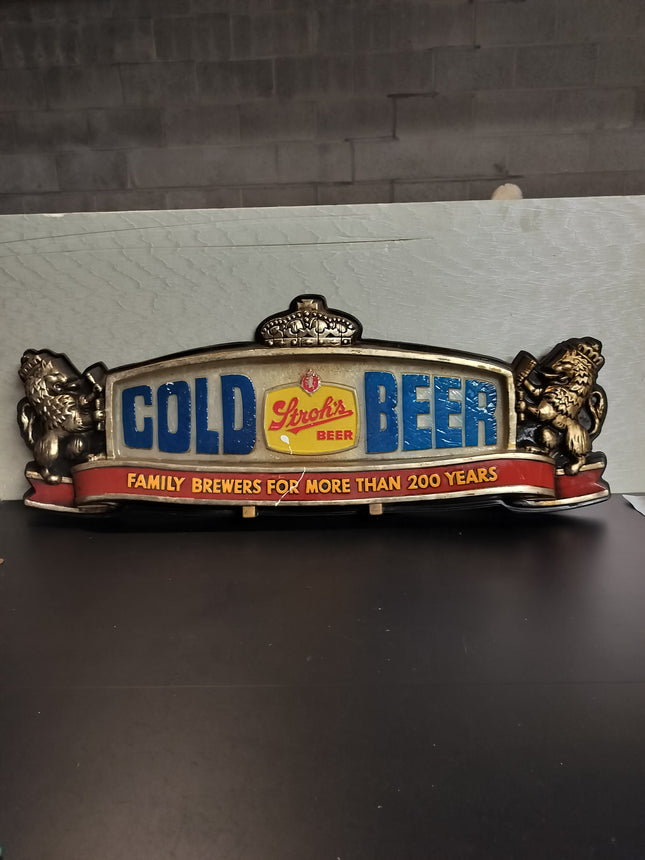 COLD Stroh's BEER
BEER
FAMILY BREWERS FOR MORE THAN 200 YEARS